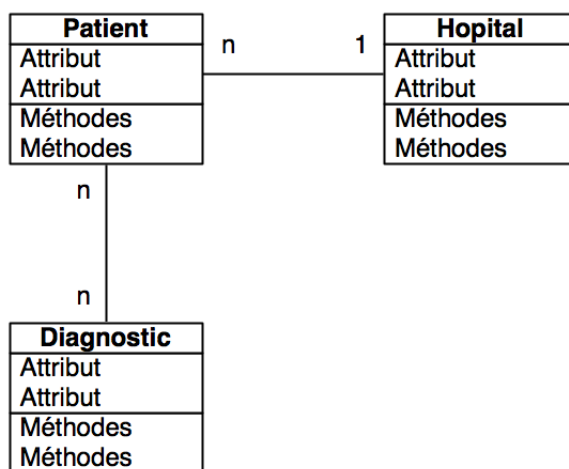 Patient
Attribut
Attribut
Méthodes
Méthodes
n
1
Hopital
Attribut
Attribut
Méthodes
Méthodes
n
n
Diagnostic
Attribut
Attribut
Méthodes
Méthodes